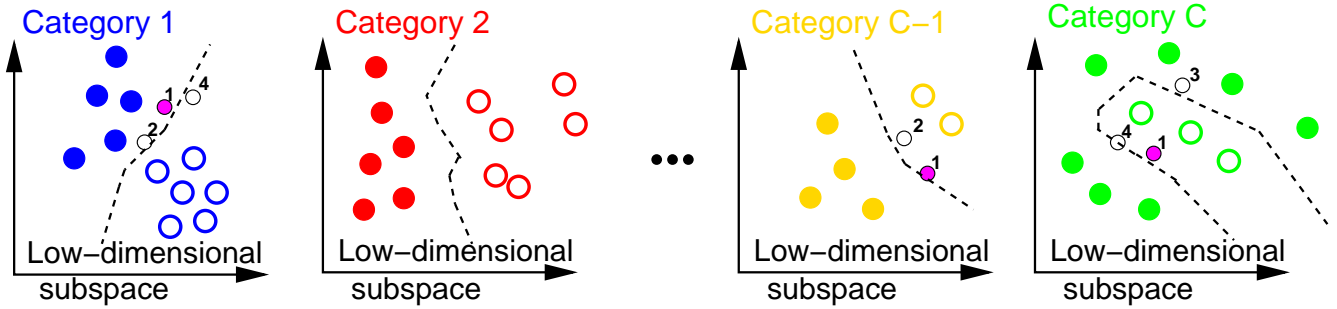 Category 1
4
1
2
Low−dimensional
subspace
Category 2
Low−dimensional
subspace
Category C−1
2
1
Low−dimensional
subspace
Category C
3
4
1
Low−dimensional
subspace